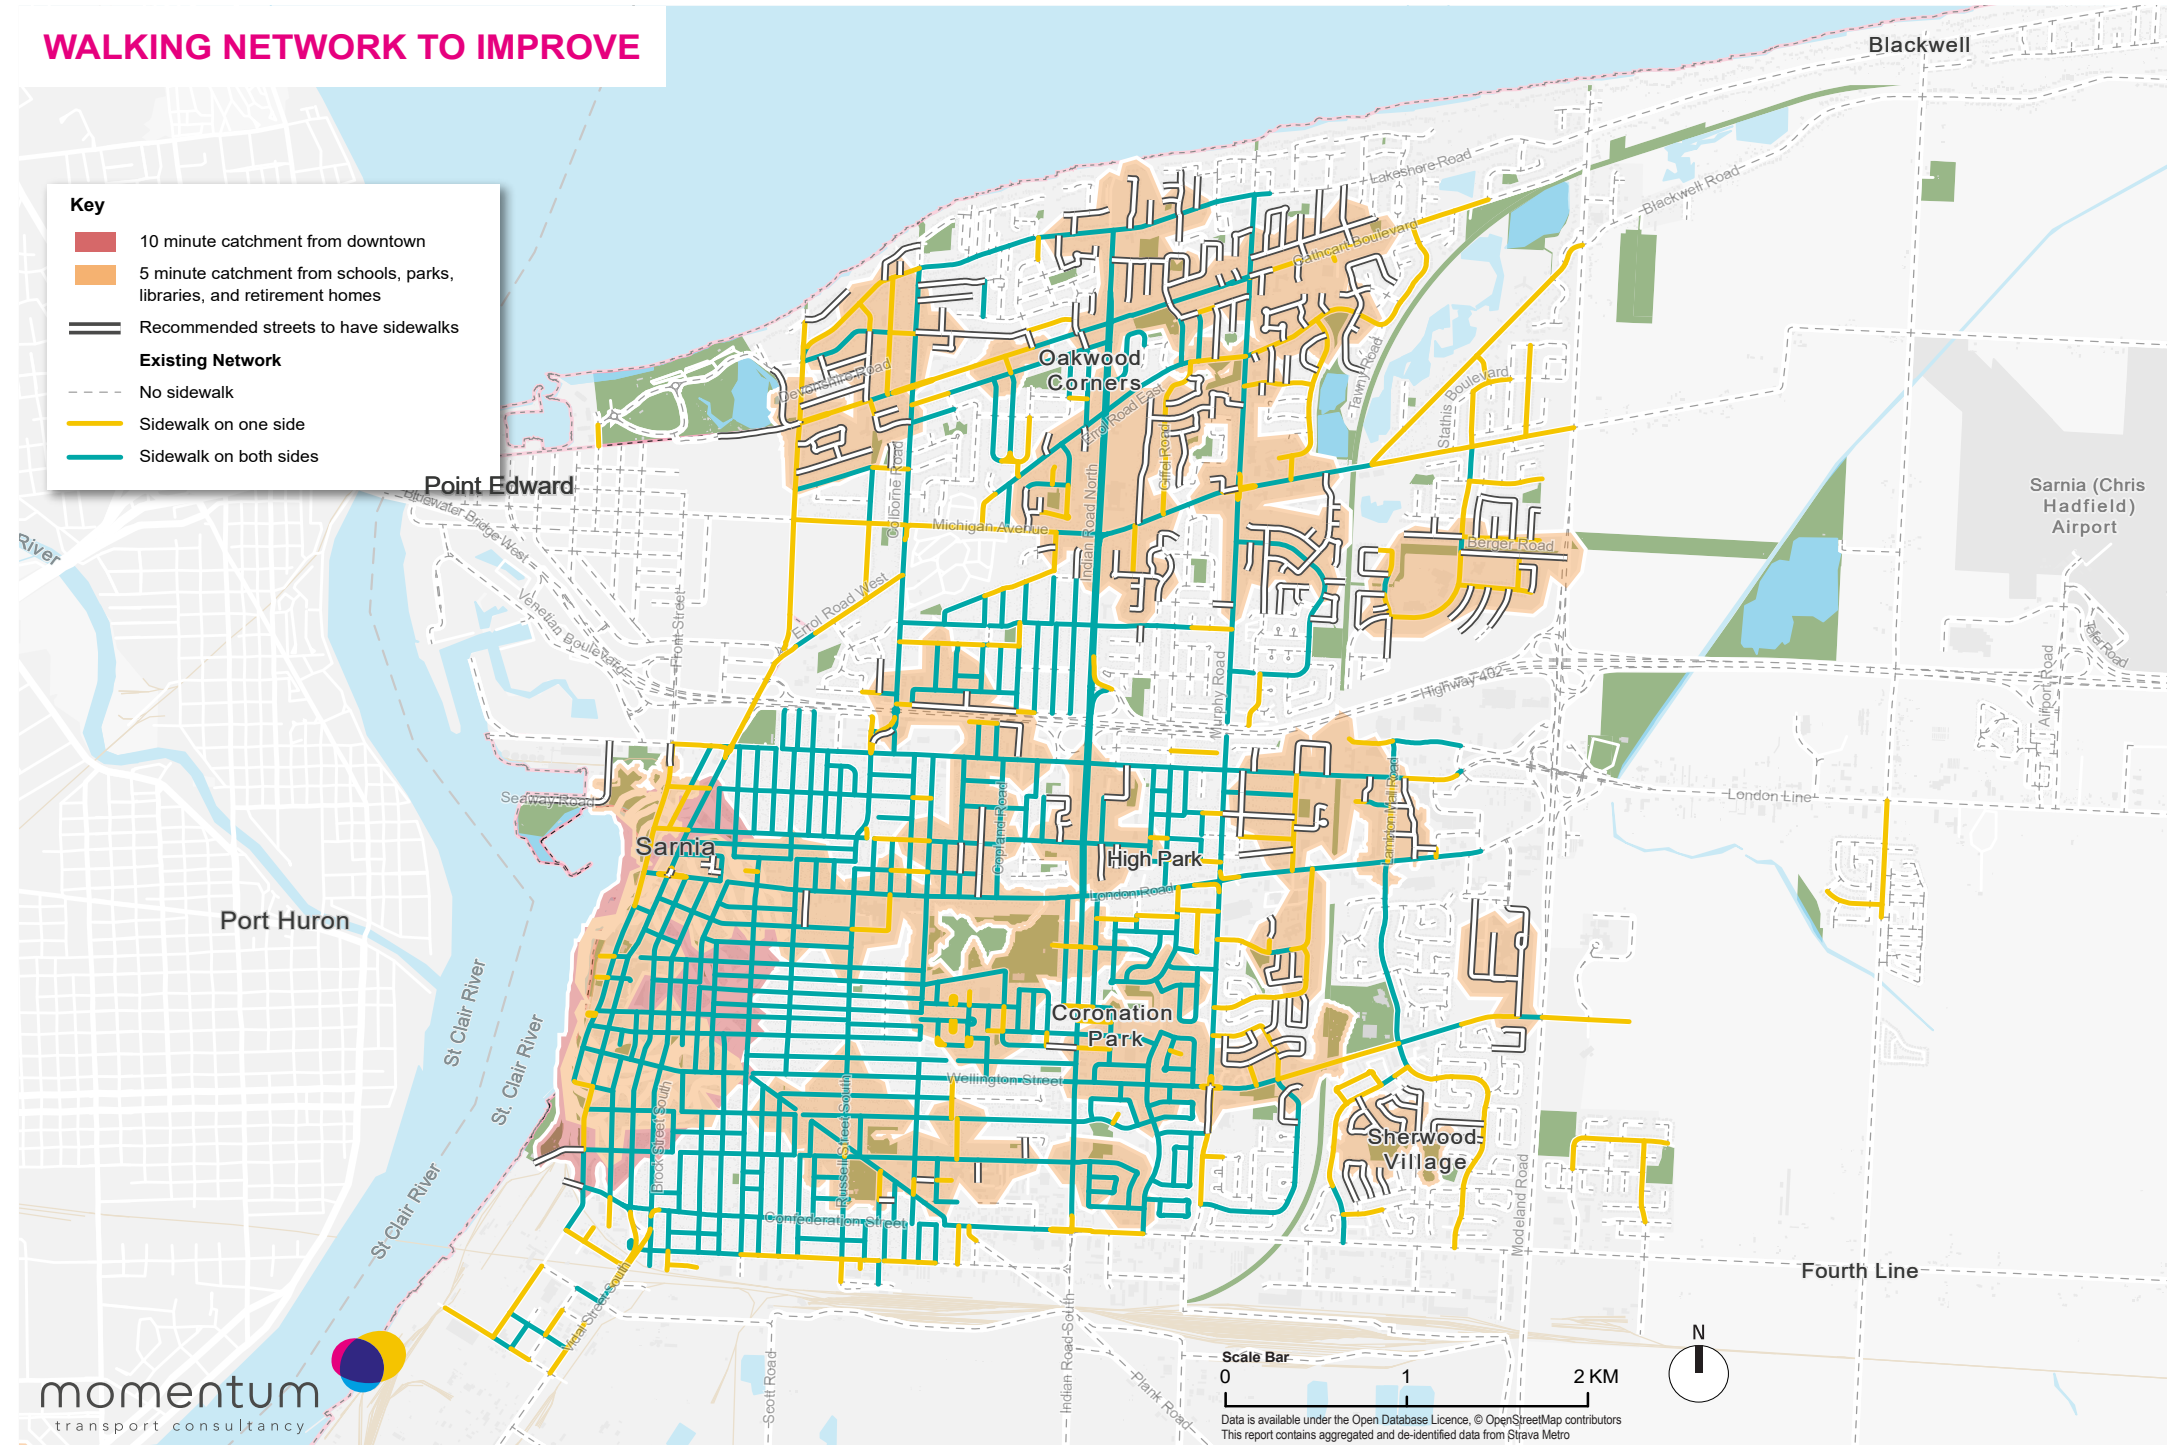 WALKING NETWORK TO IMPROVE
Blackwell
Key
10 minute catchment from downtown
5 minute catchment from schools, parks,
libraries, and retirement homes
Recommended streets to have sidewalks
Existing Network
No sidewalk
Sidewalk on one side
Sidewalk on both sides
Lakeshore Road
Blackwell Road
Cathcart Boulevard
Oakwood
Corners
Devonshire Road
Errol Road East
Tawny Road
Stathis Boulevard
Point Edward
Bluewater Bridge West
River
Colborne Road
Michigan Avenue
Indian Road North
Giffel Road
Berger Road
Sarnia (Chris
Hadfield)
Airport
Venetian Boulevard
Front Street
Errol Road West
Murphy Road
Highway 402
Airport Road
Telfer Road
Seaway Road
Sarnia
Copland Road
High Park
Lambton Mall Road
London Line
London Road
Port Huron
St Clair River
St. Clair River
St Clair River
Coronation
Park
Wellington Street
Brock Street South
Russell Street South
Sherwood
Village
Confederation Street
Modeland Road
Fourth Line
Vidal Street South
Scott Road
Indian Road South
Plank Road
momentum
transport consultancy
Scale Bar
0 1 2 KM
N
Data is available under the Open Database Licence, © OpenStreetMap contributors
This report contains aggregated and de-identified data from Strava Metro